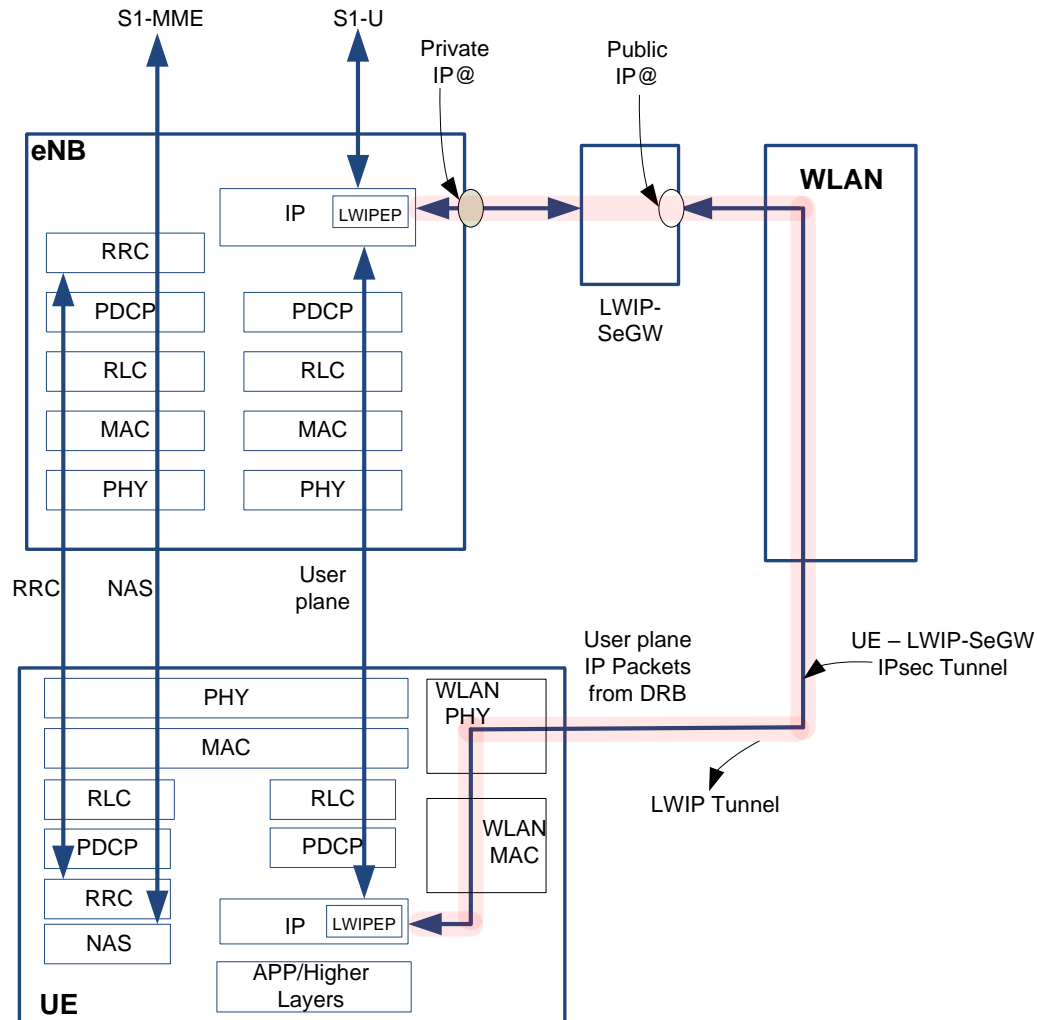 S1-MME
S1-U
Private
IP@
Public
IP@
eNB
WLAN
IP
LWIPEP
RRC
PDCP
PDCP
LWIP-
SeGW
RLC
RLC
MAC
MAC
PHY
PHY
RRC
NAS
User
plane
User plane
IP Packets
from DRB
UE – LWIP-SeGW
IPsec Tunnel
PHY
WLAN
PHY
MAC
LWIP Tunnel
RLC
RLC
WLAN
MAC
PDCP
PDCP
RRC
IP
LWIPEP
NAS
APP/Higher
Layers
UE